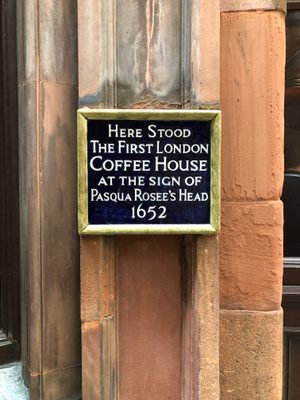 HERE STOOD
THE FIRST LONDON
COFFEE HOUSE
AT THE SIGN OF
PASQUA ROSEE'S HEAD
1652